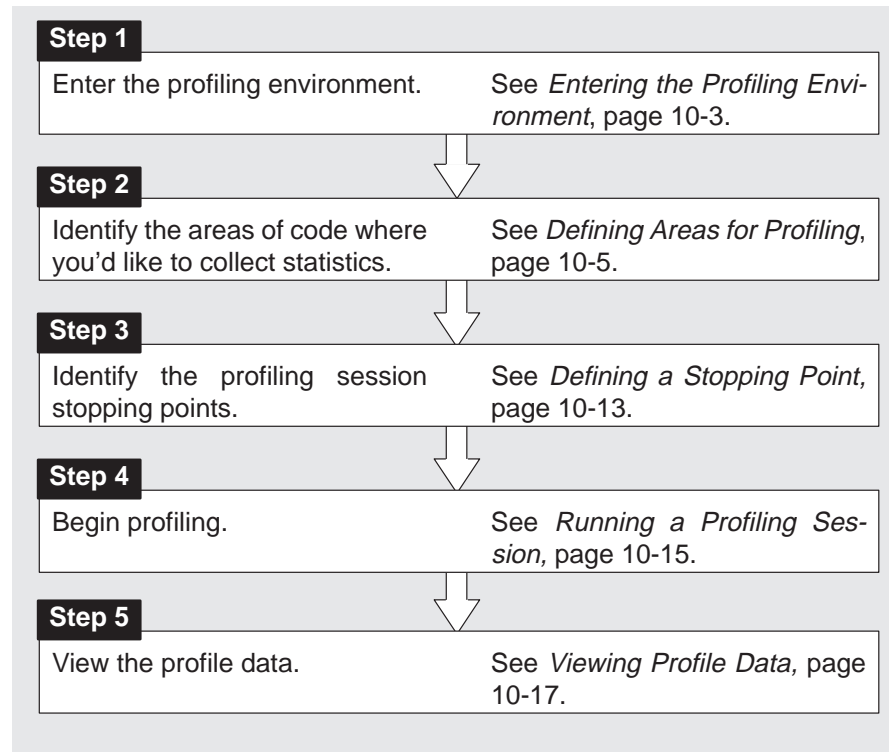 Step 1
Enter the profiling environment.
See Entering the Profiling Envi-
ronment, page 10-3.
Step 2
Identify the areas of code where
you'd like to collect statistics.
See Defining Areas for Profiling,
page 10-5.
Step 3
Identify the profiling session
stopping points.
See Defining a Stopping Point,
page 10-13.
Step 4
Begin profiling.
See Running a Profiling Ses-
sion, page 10-15.
Step 5
View the profile data.
See Viewing Profile Data, page
10-17.